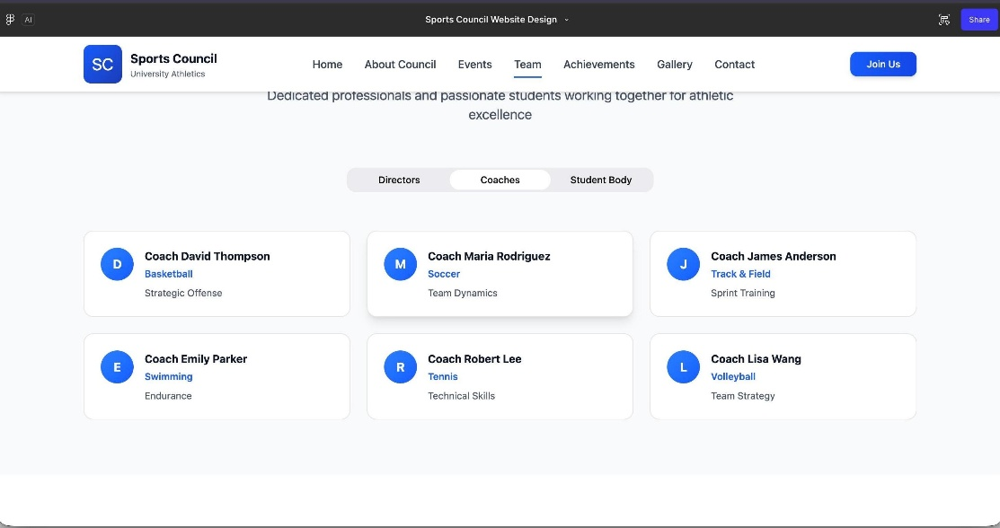 AI
Sports Council Website Design
Share
SC
Sports Council
University Athletics
Home
About Council
Events
Team
Achievements
Gallery
Contact
Join Us
Dedicated professionals and passionate students working together for athletic
excellence
Directors
Coaches
Student Body
D
Coach David Thompson
Basketball
Strategic Offense
M
Coach Maria Rodriguez
Soccer
Team Dynamics
J
Coach James Anderson
Track & Field
Sprint Training
E
Coach Emily Parker
Swimming
Endurance
R
Coach Robert Lee
Tennis
Technical Skills
L
Coach Lisa Wang
Volleyball
Team Strategy